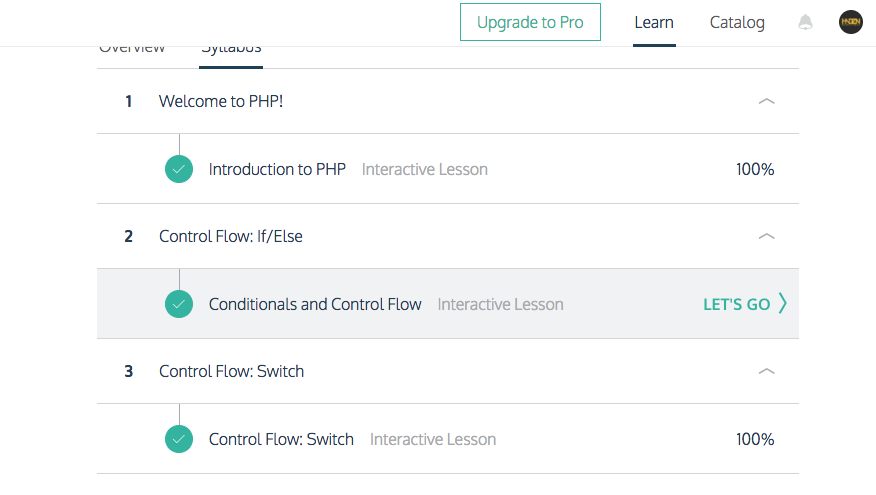 Upgrade to Pro Learn Catalog
Overview Syllabus
1 Welcome to PHP!
Introduction to PHP Interactive Lesson 100%
2 Control Flow: If/Else
Conditionals and Control Flow Interactive Lesson LET'S GO
3 Control Flow: Switch
Control Flow: Switch Interactive Lesson 100%